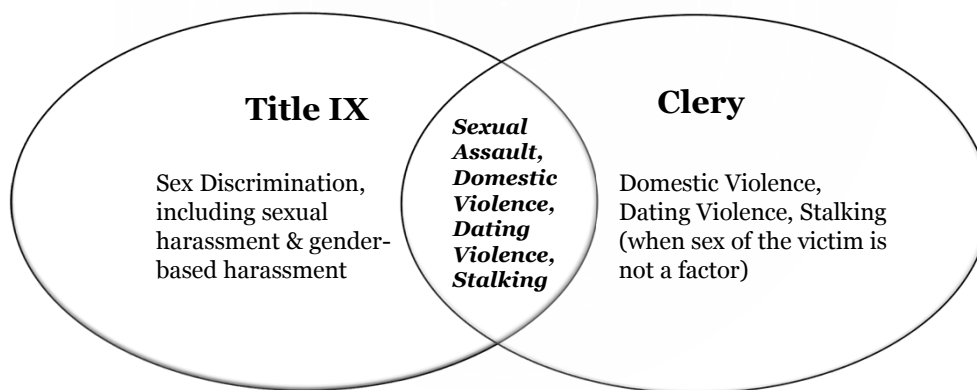 Title IX
Sex Discrimination,
including sexual
harassment & gender-
based harassment
Sexual
Assault,
Domestic
Violence,
Dating
Violence,
Stalking
Clery
Domestic Violence,
Dating Violence, Stalking
(when sex of the victim is
not a factor)